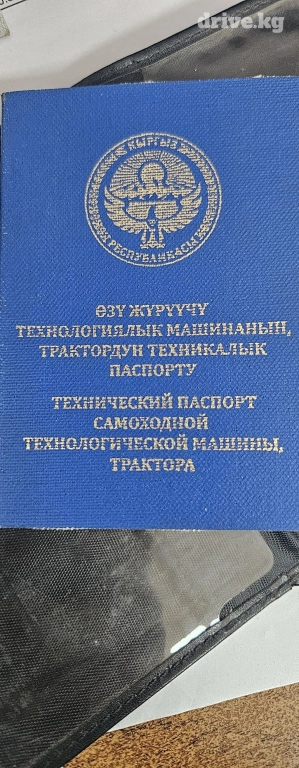 drive.kg
КЫРГЫЗ
РЕСПУБЛИКАСЫ
ӨЗҮ ЖҮРҮҮЧҮ
ТЕХНОЛОГИЯЛЫК МАШИНАНЫН,
ТРАКТОРДУН ТЕХНИКАЛЫК
ПАСПОРТУ
ТЕХНИЧЕСКИЙ ПАСПОРТ
САМОХОДНОЙ
ТЕХНОЛОГИЧЕСКОЙ МАШИНЫ,
ТРАКТОРА